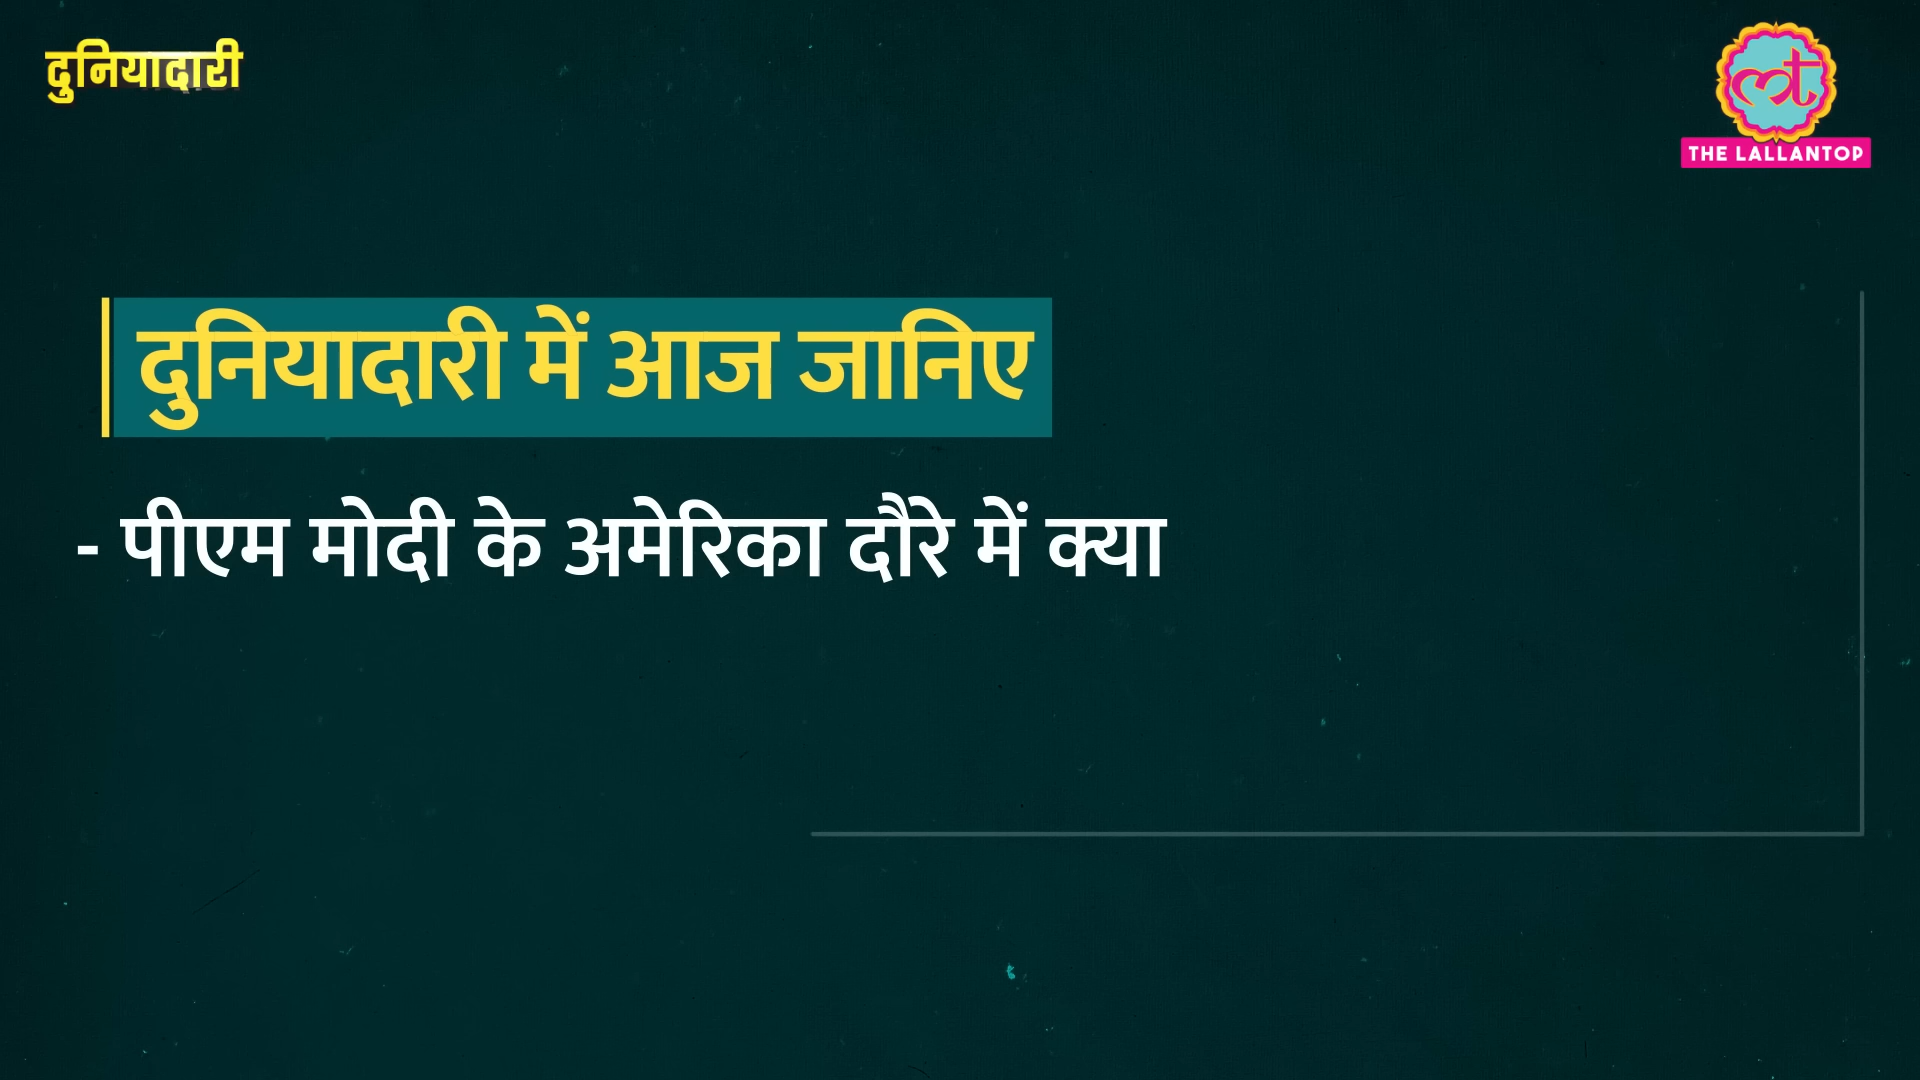 दुनियादारी
THE LALLANTOP
दुनियादारी में आज जानिए
- पीएम मोदी के अमेरिका दौरे में क्या